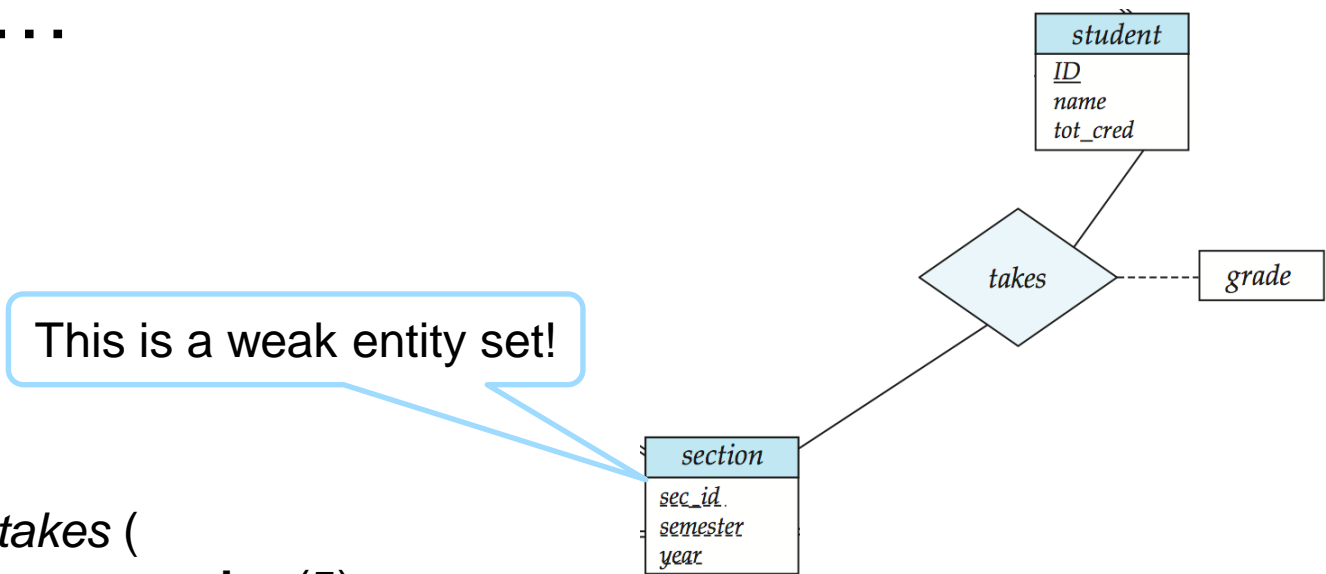 ...
student
ID
name
tot_cred
takes
grade
This is a weak entity set!
section
sec_id
semester
year
takes (